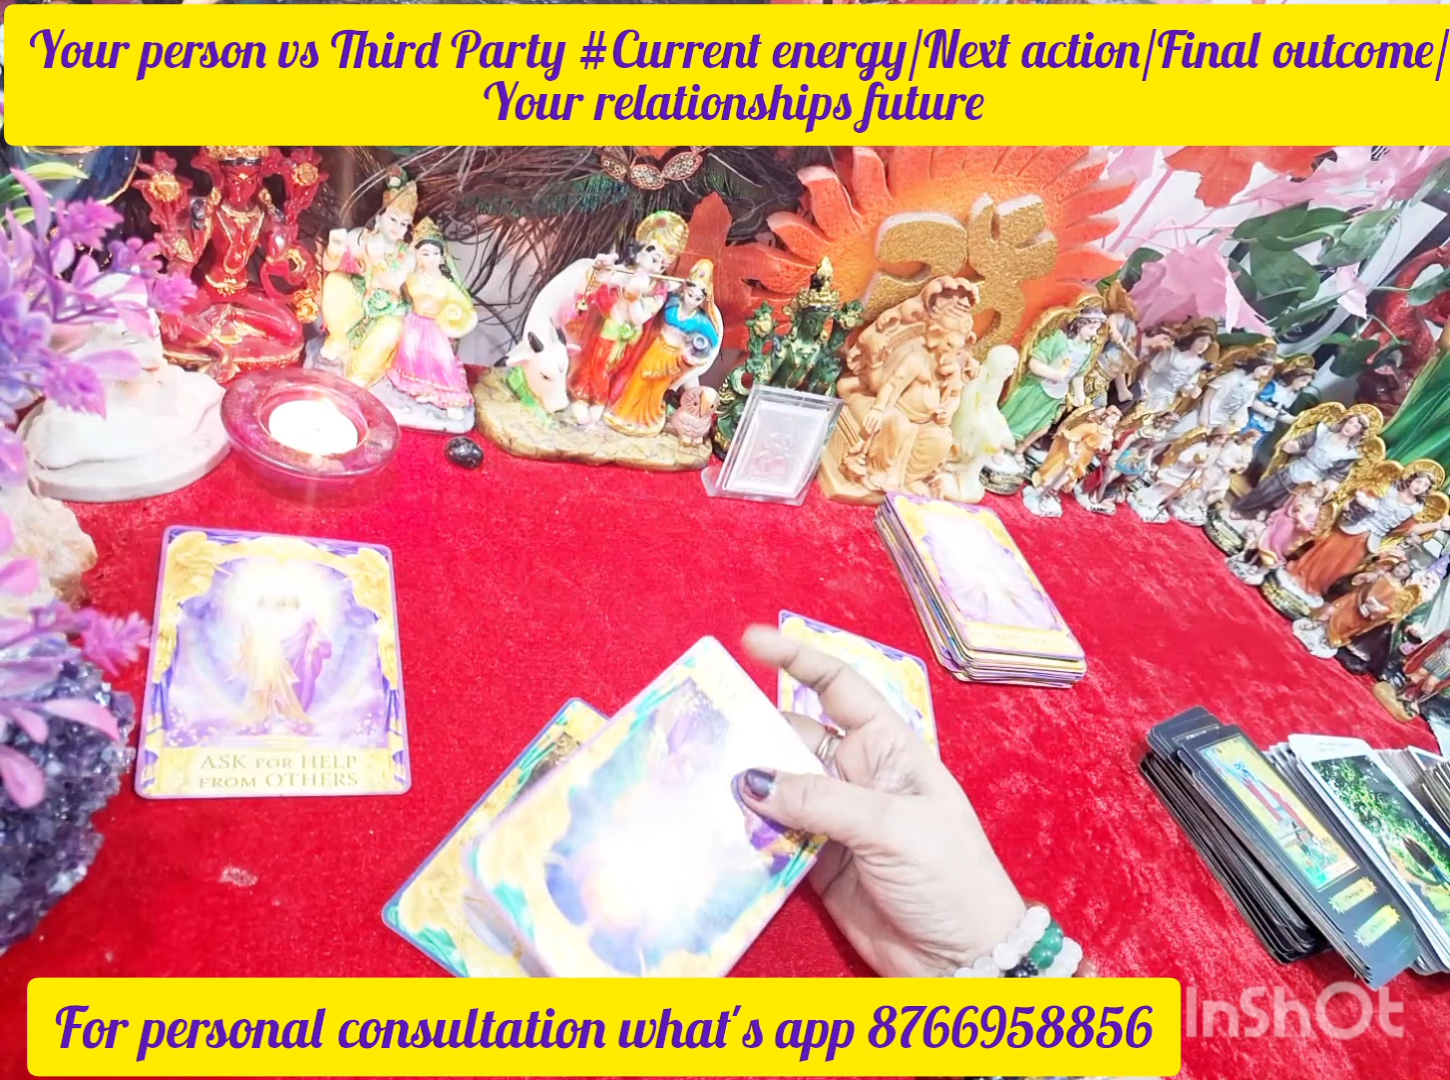 Your person vs Third Party #Current energy/Next action/Final outcome/
Your relationships future
ॐ
ASK FOR HELP
FROM OTHERS
For personal consultation what's app 8766958856
InShOt